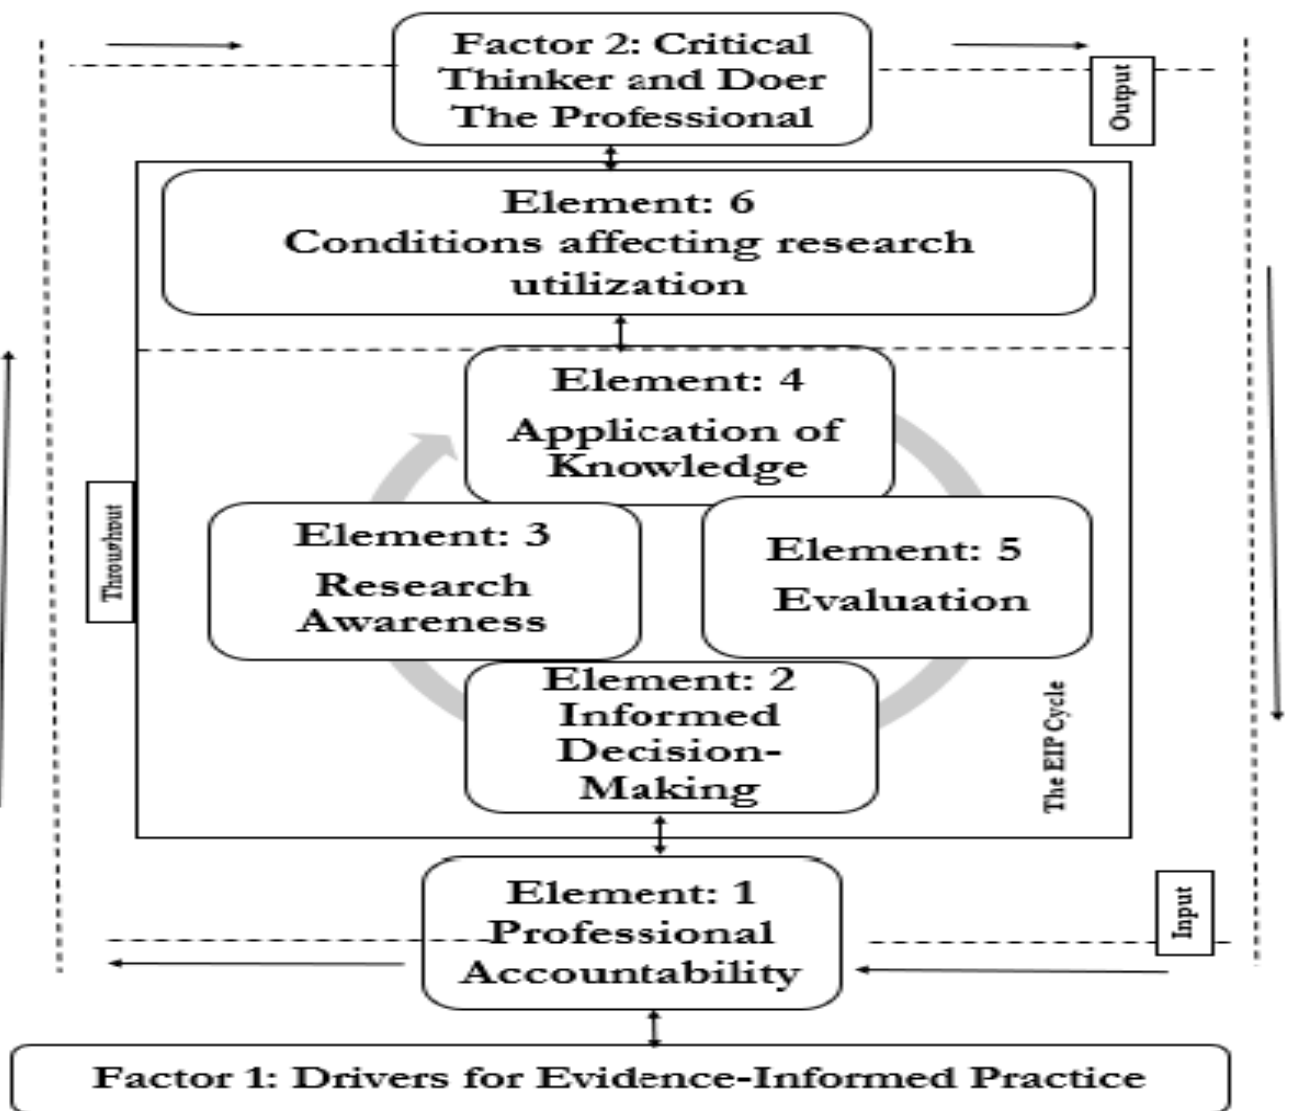 Factor 2: Critical
Thinker and Doer
The Professional
Output
Element: 6
Conditions affecting research
utilization
Element: 4
Application of
Knowledge
Throughput
Element: 3
Research
Awareness
Element: 5
Evaluation
Element: 2
Informed
Decision-
Making
The EIP Cycle
Element: 1
Professional
Accountability
Input
Factor 1: Drivers for Evidence-Informed Practice